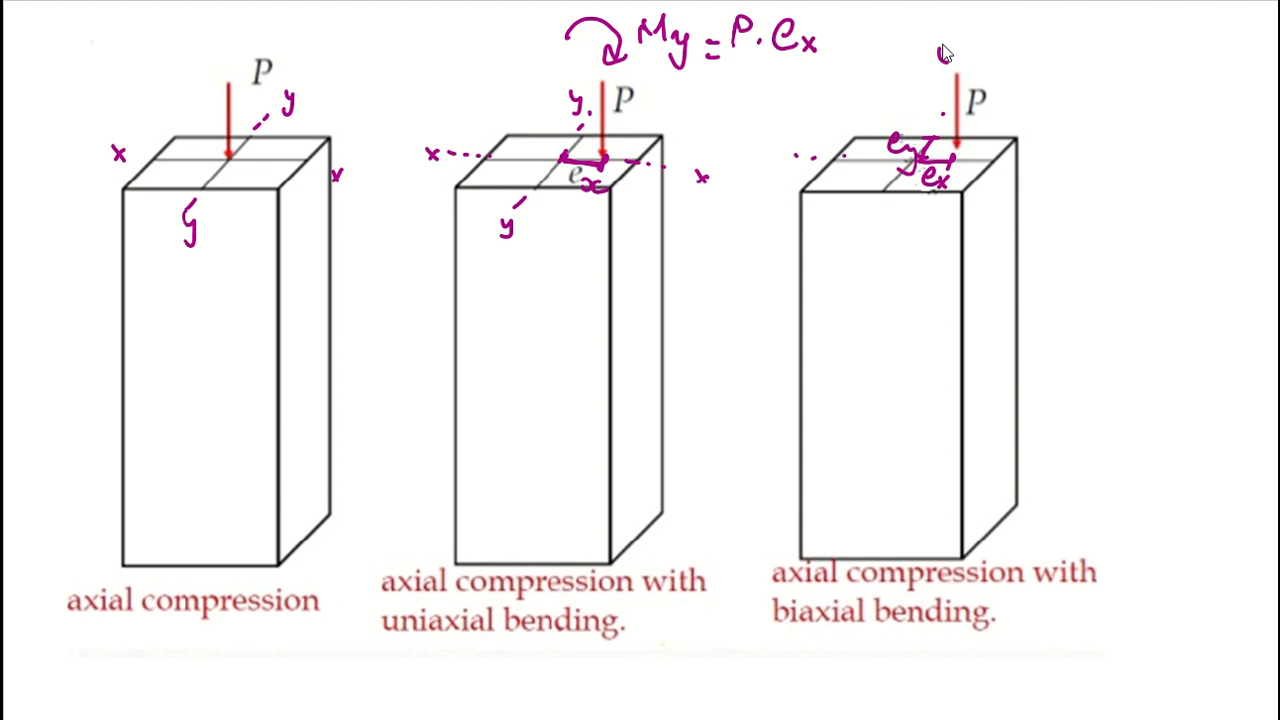 My = P. ex
P
y
x
x
y
y
P
x
ex
x
y
P
ey
ex
axial compression
axial compression with
uniaxial bending.
axial compression with
biaxial bending.